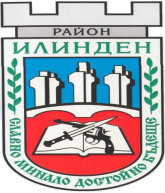 РАЙОН
ИЛИНДЕН
СЛАВНО МИНАЛО ДОСТОЙНО БЪДЕЩЕ